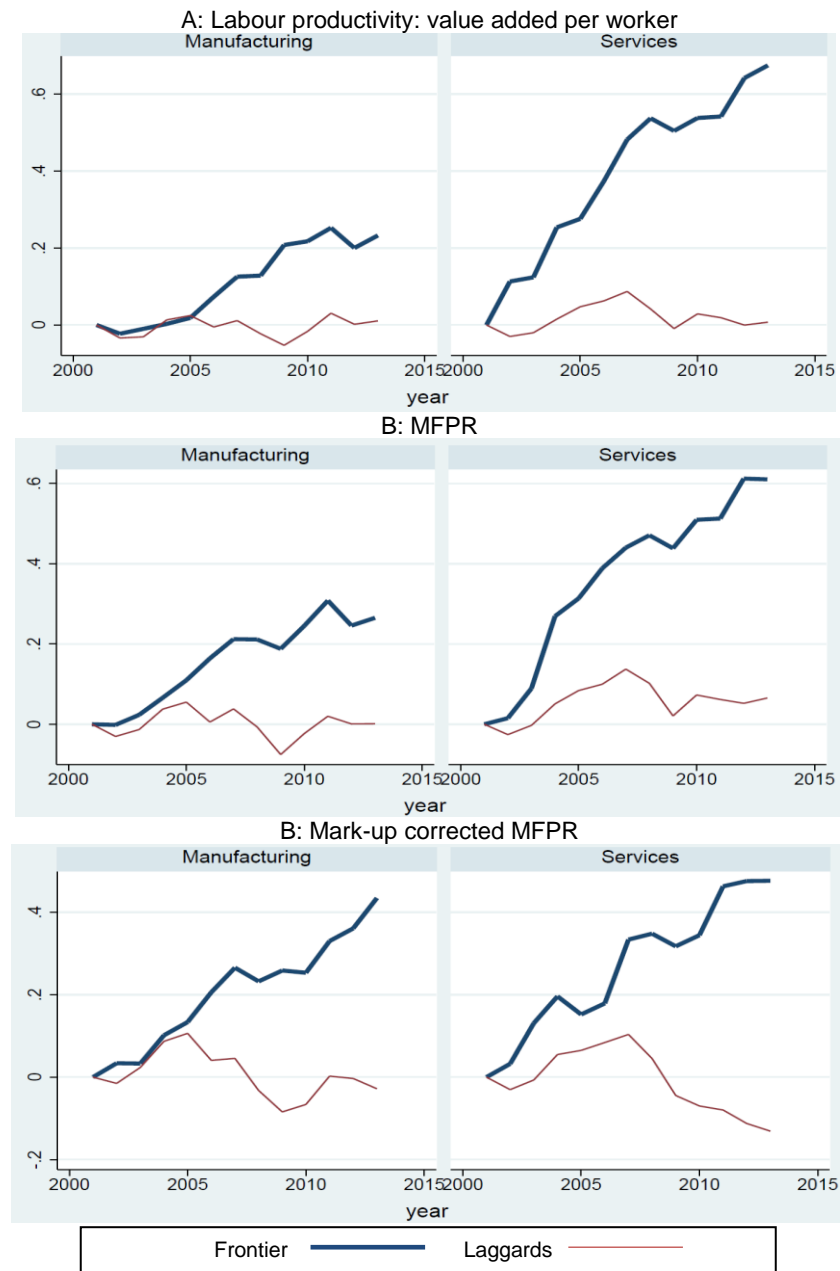 A: Labour productivity: value added per worker
Manufacturing Services
.6
.4
.2
0
2000 2005 2010 2015 2000 2005 2010 2015
year
B: MFPR
Manufacturing Services
.6
.4
.2
0
2000 2005 2010 2015 2000 2005 2010 2015
year
B: Mark-up corrected MFPR
Manufacturing Services
.4
.2
0
-.2
2000 2005 2010 2015 2000 2005 2010 2015
year
Frontier Laggards